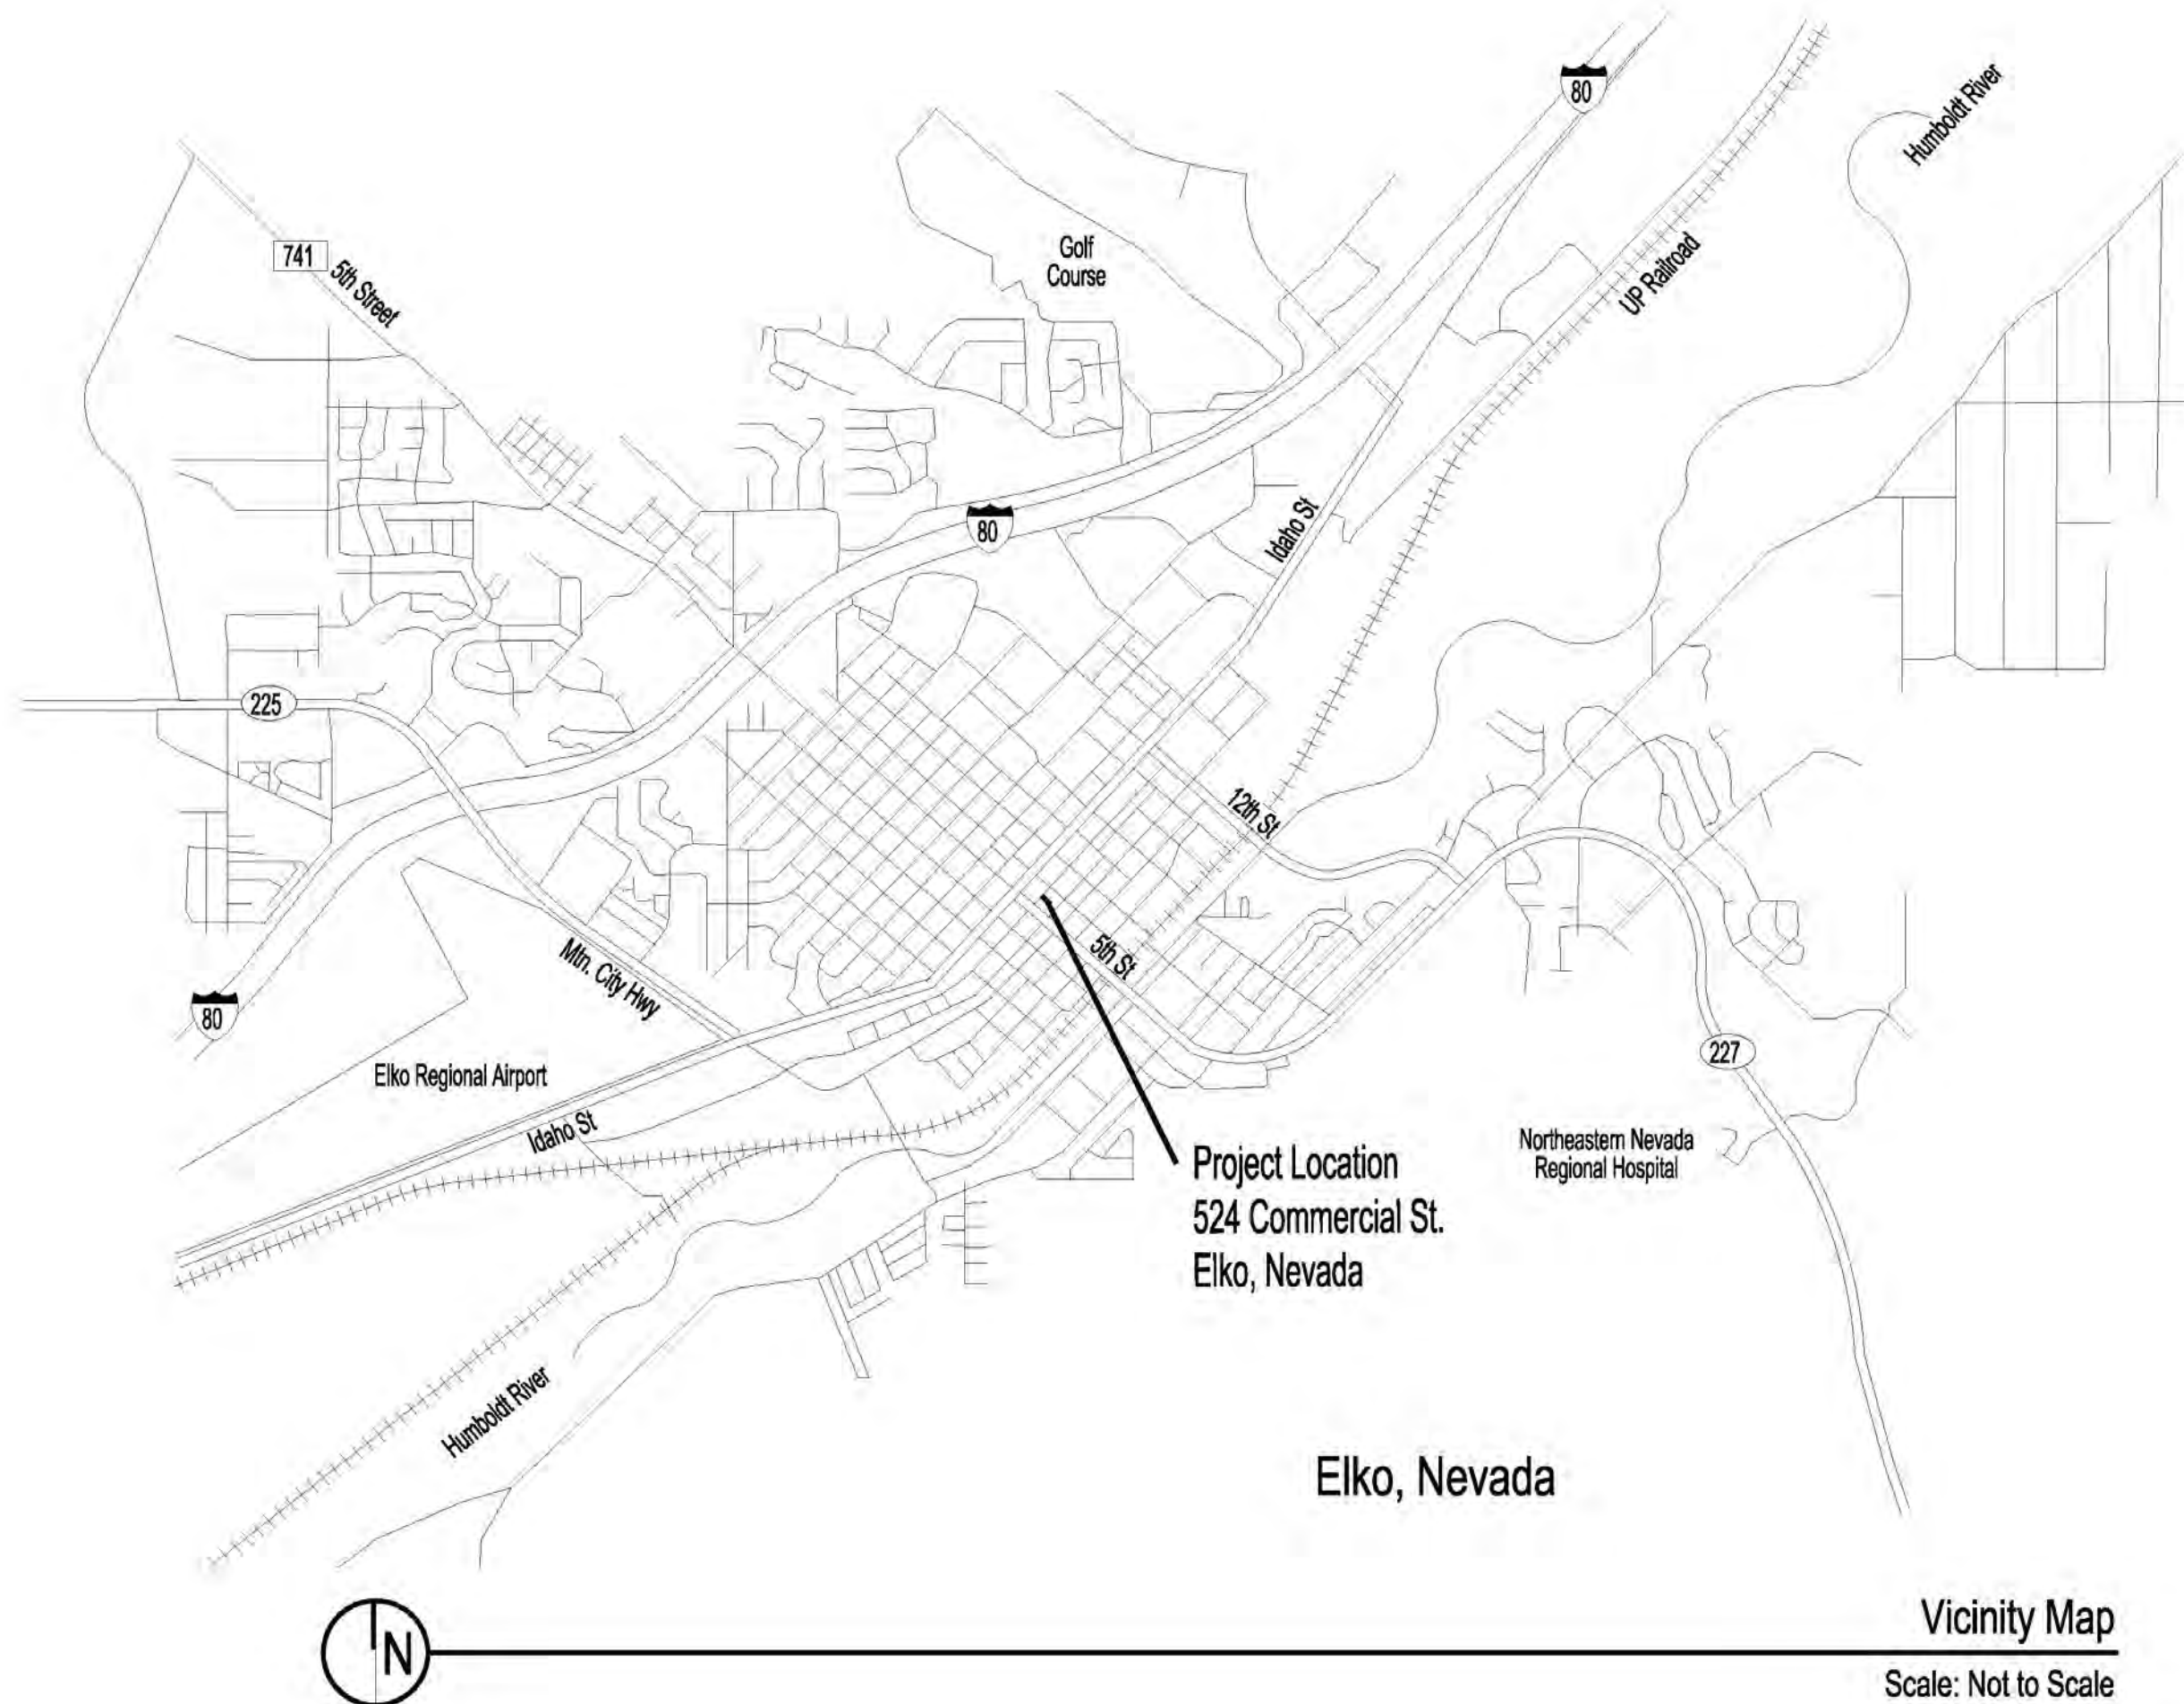 80
Humboldt River
741
5th Street
Golf
Course
UP Railroad
80
Idaho St
225
12th St
Mtn. City Hwy
5th St
80
227
Elko Regional Airport
Idaho St
Northeastern Nevada
Regional Hospital
Project Location
524 Commercial St.
Elko, Nevada
Humboldt River
Elko, Nevada
N
Vicinity Map
Scale: Not to Scale